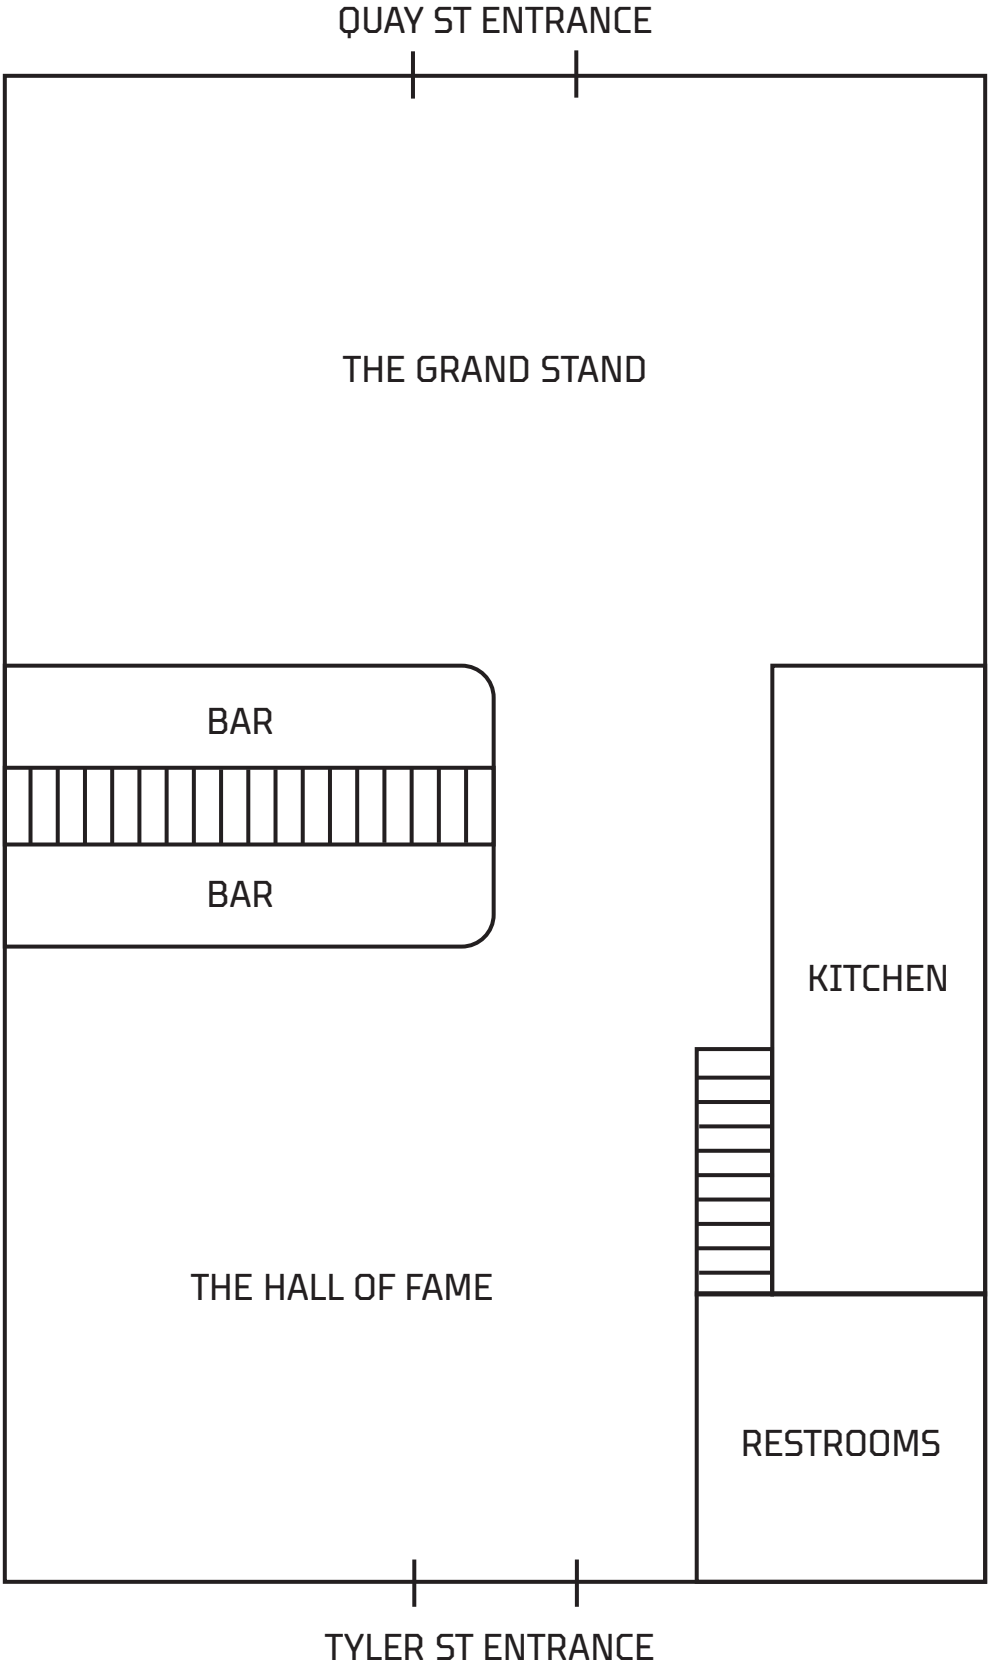 QUAY ST ENTRANCE
THE GRAND STAND
BAR
BAR
KITCHEN
THE HALL OF FAME
RESTROOMS
TYLER ST ENTRANCE